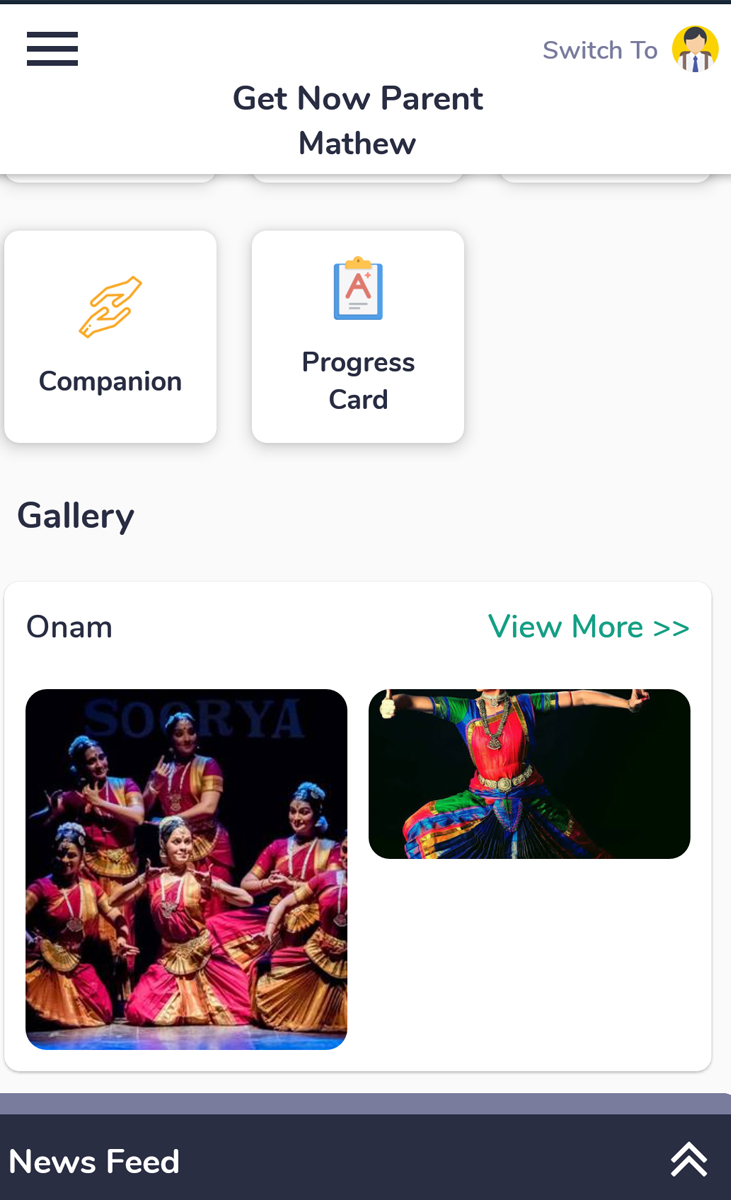 Switch To
Get Now Parent
Mathew
Companion
Progress
Card
Gallery
Onam
View More >>
SOORYA
News Feed